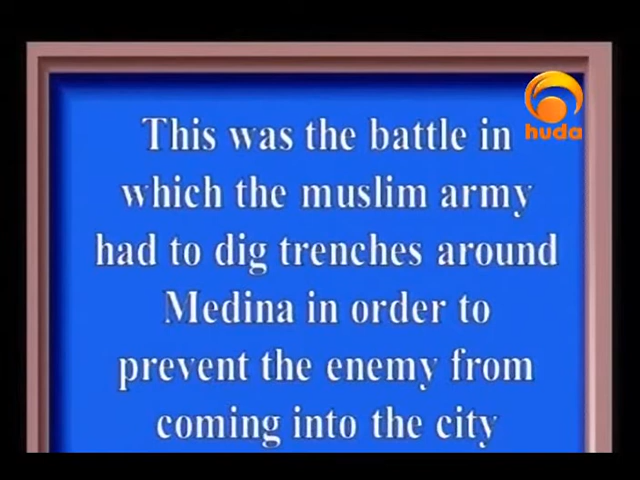 huda
This was the battle in
which the muslim army
had to dig trenches around
Medina in order to
prevent the enemy from
coming into the city